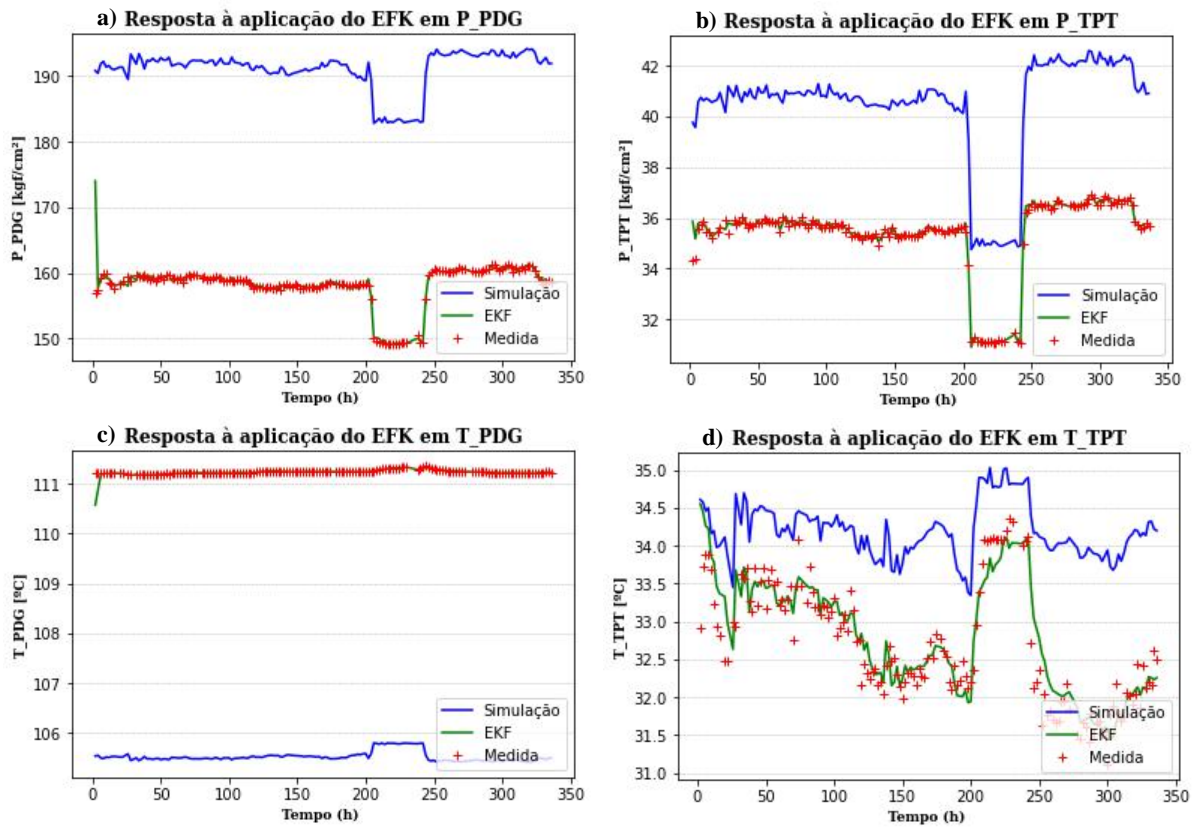 a) Resposta à aplicação do EFK em P_PDG
P_PDG [kgf/cm²]
190
180
170
160
150
0 50 100 150 200 250 300 350
Tempo (h)
Simulação
EKF
Medida
b) Resposta à aplicação do EFK em P_TPT
P_TPT [kgf/cm²]
42
40
38
36
34
32
0 50 100 150 200 250 300 350
Tempo (h)
Simulação
EKF
Medida
c) Resposta à aplicação do EFK em T_PDG
T_PDG [ºC]
111
110
109
108
107
106
0 50 100 150 200 250 300 350
Tempo (h)
Simulação
EKF
Medida
d) Resposta à aplicação do EFK em T_TPT
T_TPT [ºC]
35.0
34.5
34.0
33.5
33.0
32.5
32.0
31.5
31.0
0 50 100 150 200 250 300 350
Tempo (h)
Simulação
EKF
Medida